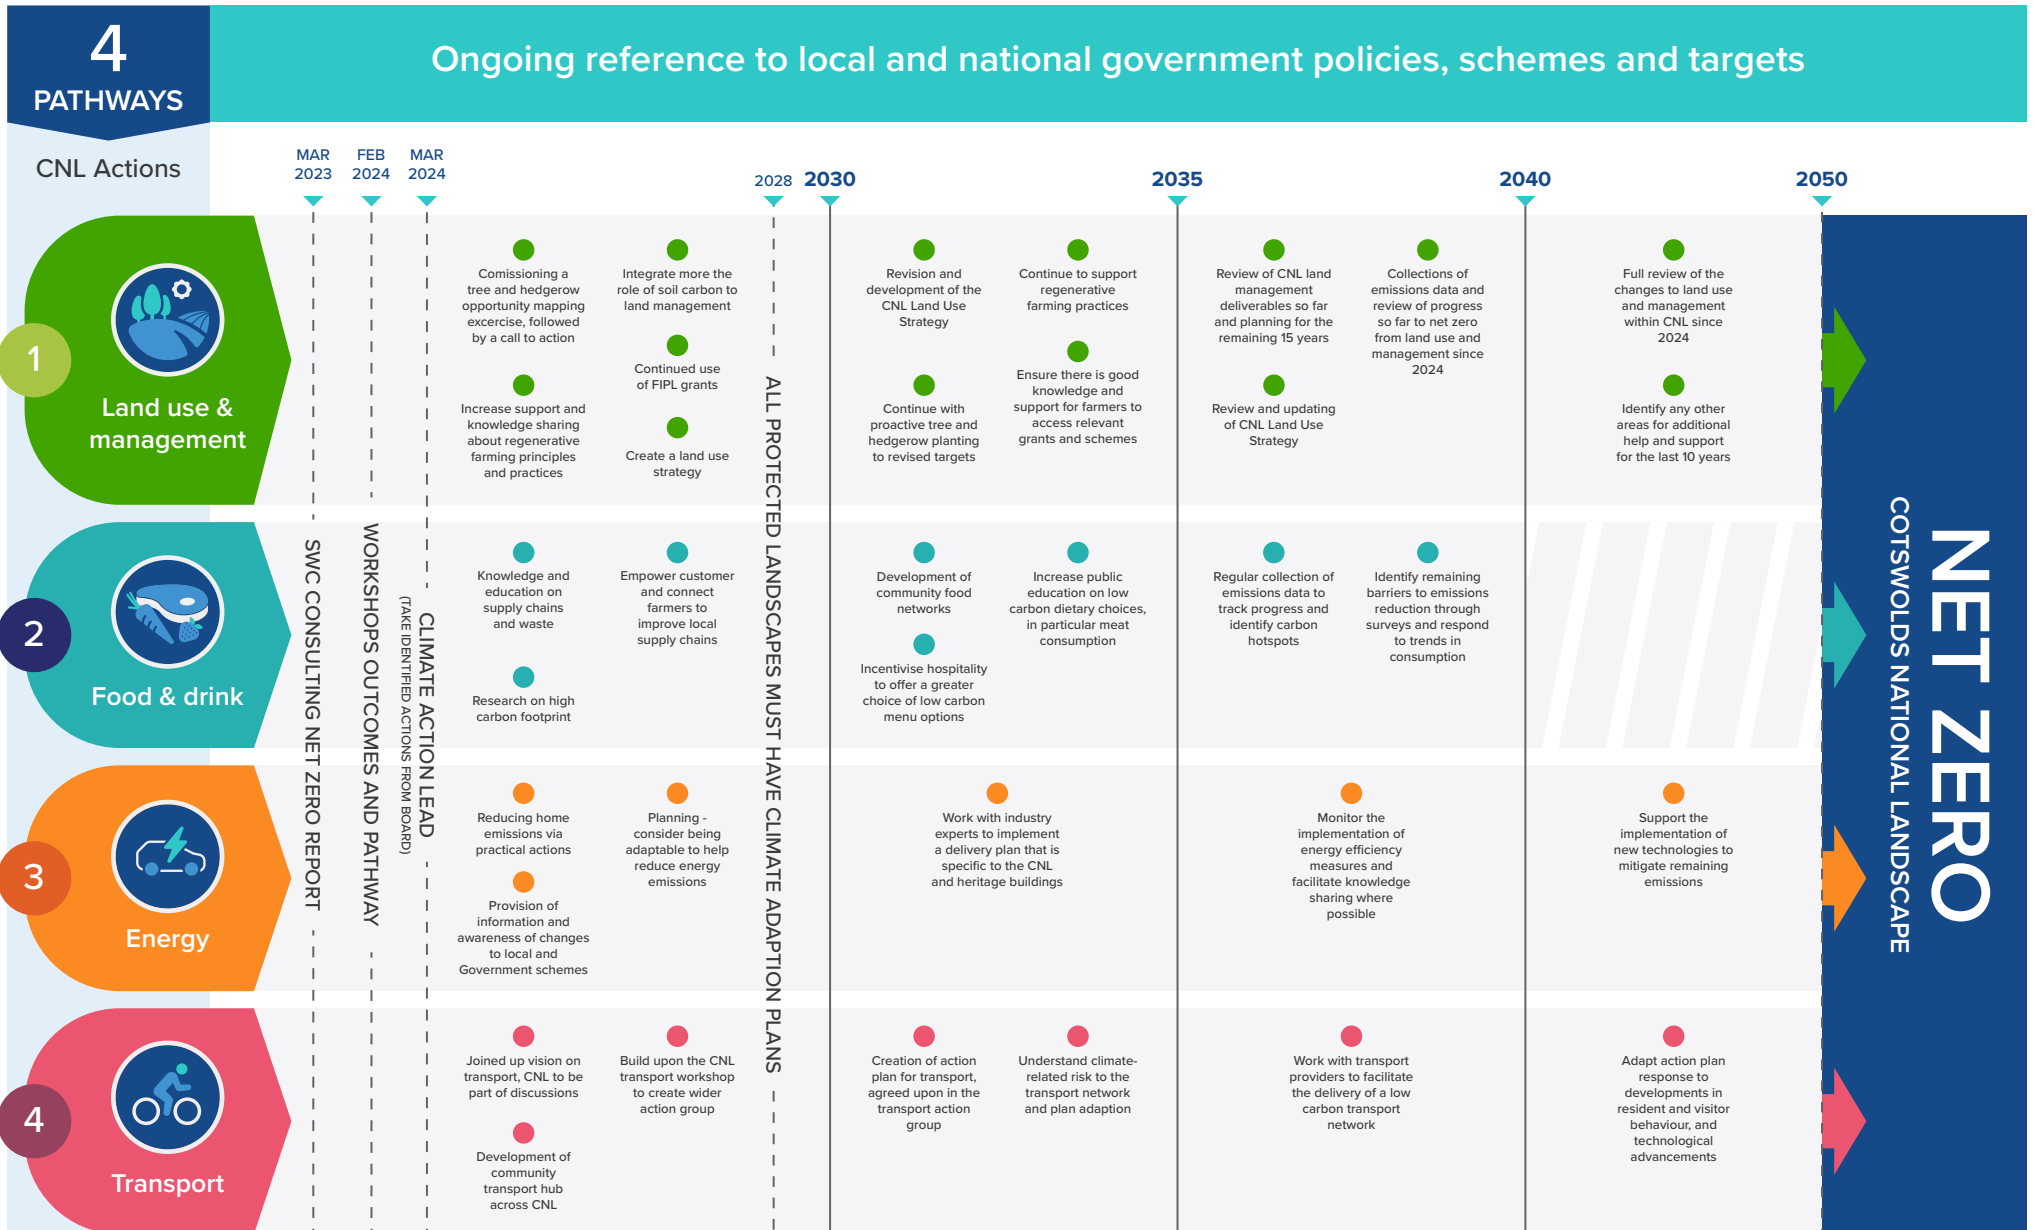 4
PATHWAYS
Ongoing reference to local and national government policies, schemes and targets
CNL Actions
MAR
2023
FEB
2024
MAR
2024
2028
2030
2035
2040
2050
SWC CONSULTING NET ZERO REPORT
WORKSHOPS OUTCOMES AND PATHWAY
CLIMATE ACTION LEAD
(TAKE IDENTIFIED ACTIONS FROM BOARD)
ALL PROTECTED LANDSCAPES MUST HAVE CLIMATE ADAPTION PLANS
1
Land use &
management
Comissioning a
tree and hedgerow
opportunity mapping
excercise, followed
by a call to action
Increase support and
knowledge sharing
about regenerative
farming principles
and practices
Integrate more the
role of soil carbon to
land management
Continued use
of FIPL grants
Create a land use
strategy
Revision and
development of the
CNL Land Use
Strategy
Continue with
proactive tree and
hedgerow planting
to revised targets
Continue to support
regenerative
farming practices
Ensure there is good
knowledge and
support for farmers to
access relevant
grants and schemes
Review of CNL land
management
deliverables so far
and planning for the
remaining 15 years
Review and updating
of CNL Land Use
Strategy
Collections of
emissions data and
review of progress
so far to net zero
from land use and
management since
2024
Full review of the
changes to land use
and management
within CNL since
2024
Identify any other
areas for additional
help and support
for the last 10 years
2
Food & drink
Knowledge and
education on
supply chains
and waste
Research on high
carbon footprint
Empower customer
and connect
farmers to
improve local
supply chains
Development of
community food
networks
Incentivise hospitality
to offer a greater
choice of low carbon
menu options
Increase public
education on low
carbon dietary choices,
in particular meat
consumption
Regular collection of
emissions data to
track progress and
identify carbon
hotspots
Identify remaining
barriers to emissions
reduction through
surveys and respond
to trends in
consumption
3
Energy
Reducing home
emissions via
practical actions
Provision of
information and
awareness of changes
to local and
Government schemes
Planning -
consider being
adaptable to help
reduce energy
emissions
Work with industry
experts to implement
a delivery plan that is
specific to the CNL
and heritage buildings
Monitor the
implementation of
energy efficiency
measures and
facilitate knowledge
sharing where
possible
Support the
implementation of
new technologies to
mitigate remaining
emissions
4
Transport
Joined up vision on
transport, CNL to be
part of discussions
Development of
community
transport hub
across CNL
Build upon the CNL
transport workshop
to create wider
action group
Creation of action
plan for transport,
agreed upon in the
transport action
group
Understand climate-
related risk to the
transport network
and plan adaption
Work with transport
providers to facilitate
the delivery of a low
carbon transport
network
Adapt action plan
response to
developments in
resident and visitor
behaviour, and
technological
advancements
NET ZERO
COTSWOLDS NATIONAL LANDSCAPE